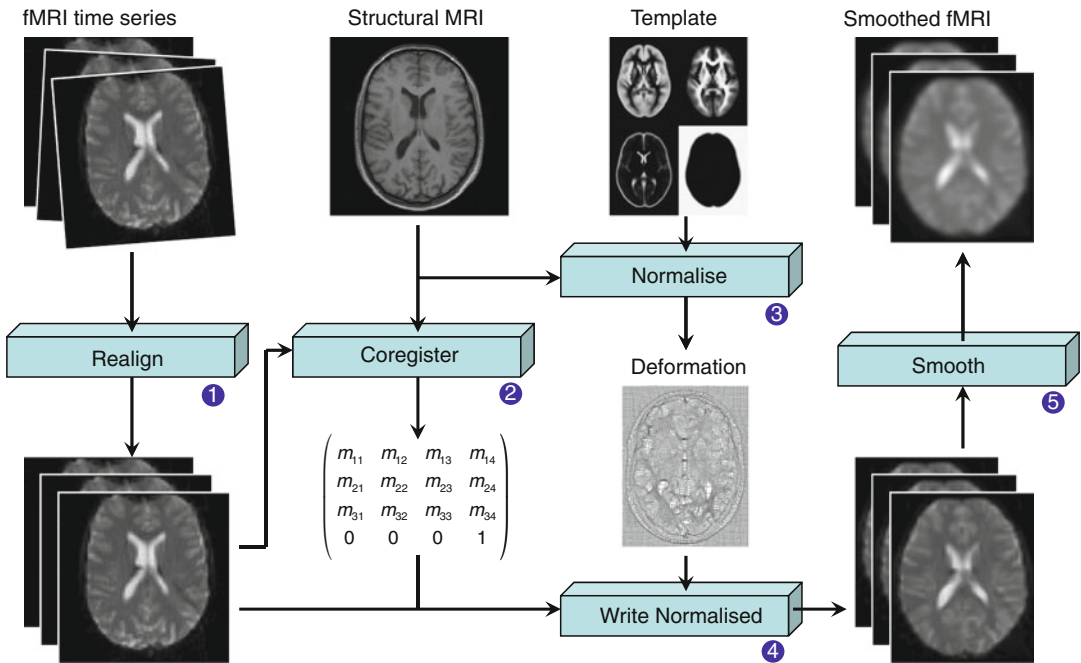 fMRI time series
Structural MRI
Template
Smoothed fMRI
Normalise
3
Realign
1
Coregister
2
Deformation
Smooth
5
m11 m12 m13 m14
m21 m22 m23 m24
m31 m32 m33 m34
0 0 0 1
Write Normalised
4